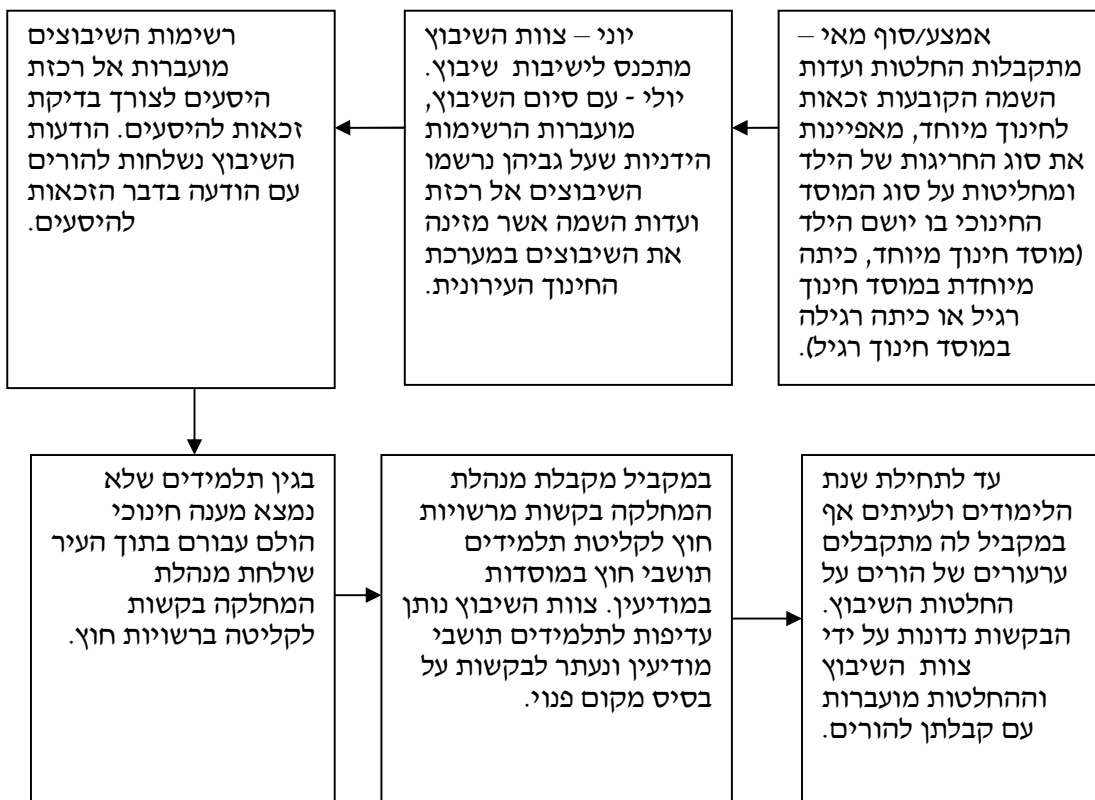 אמצע/סוף מאי –
מתקבלות החלטות ועדות
השמה הקובעות זכאות
לחינוך מיוחד, מאפיינות
את סוג החריגות של הילד
ומחליטות על סוג המוסד
החינוכי בו יושם הילד
(מוסד חינוך מיוחד, כיתה
מיוחדת במוסד חינוך
רגיל או כיתה רגילה
במוסד חינוך רגיל).
יוני – צוות השיבוץ
מתכנס לישיבות שיבוץ.
יולי - עם סיום השיבוץ,
מועברות הרשימות
הידניות שעל גביהן נרשמו
השיבוצים אל רכזת
ועדות השמה אשר מזינה
את השיבוצים במערכת
החינוך העירונית.
רשימות השיבוצים
מועברות אל רכזת
היסעים לצורך בדיקת
זכאות להיסעים. הודעות
השיבוץ נשלחות להורים
עם הודעה בדבר הזכאות
להיסעים.
בגין תלמידים שלא
נמצא מענה חינוכי
הולם עבורם בתוך העיר
שולחת מנהלת
המחלקה בקשות
לקליטה ברשויות חוץ.
במקביל מקבלת מנהלת
המחלקה בקשות מרשויות
חוץ לקליטת תלמידים
תושבי חוץ במוסדות
במודיעין. צוות השיבוץ נותן
עדיפות לתלמידים תושבי
מודיעין ונעתר לבקשות על
בסיס מקום פנוי.
עד לתחילת שנת
הלימודים ולעיתים אף
במקביל לה מתקבלים
ערעורים של הורים על
החלטות השיבוץ.
הבקשות נדונות על ידי
צוות השיבוץ
וההחלטות מועברות
עם קבלתן להורים.